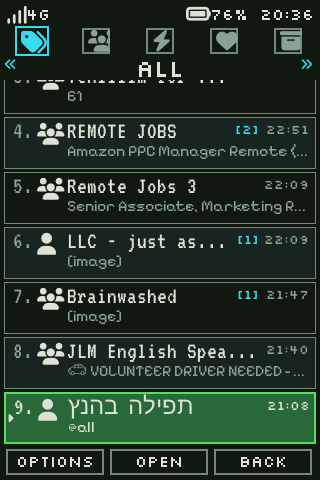 4G 76% 20:36
« ALL »
61
4. REMOTE JOBS [2] 22:51
Amazon PPC Manager Remote (...
5. Remote Jobs 3 22:09
Senior Associate, Marketing R...
6. LLC - just as... [1] 22:09
(image)
7. Brainwashed [1] 21:47
(image)
8. JLM English Spea... 21:40
VOLUNTEER DRIVER NEEDED - ...
9. תפילה בהנץ 21:08
@all
OPTIONS OPEN BACK